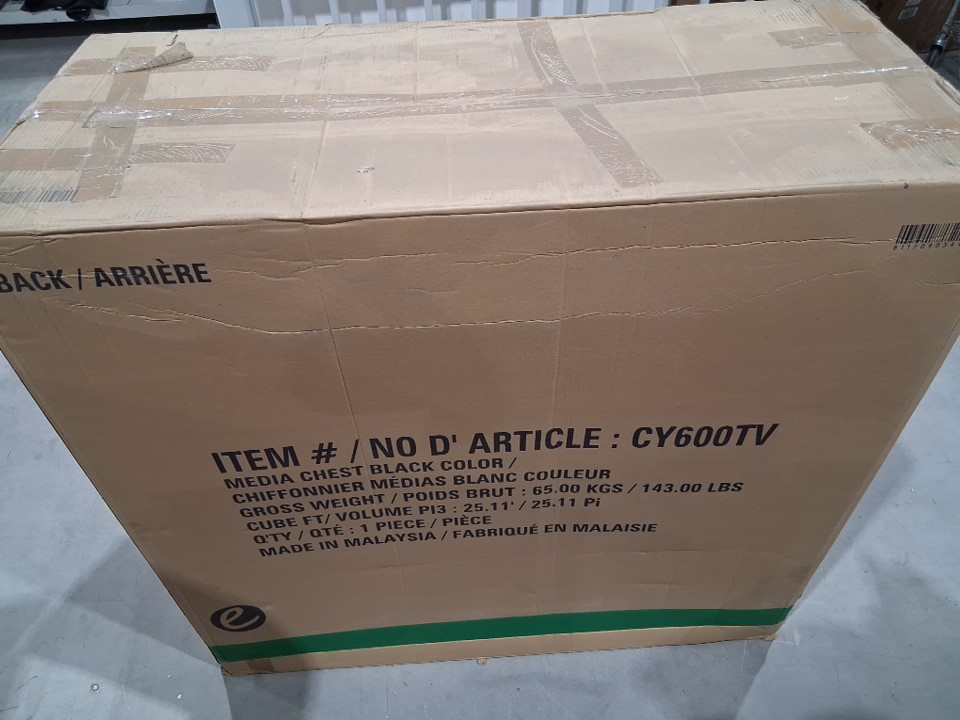 BACK / ARRIÈRE
ITEM # / NO D' ARTICLE : CY600TV
MEDIA CHEST BLACK COLOR /
CHIFFONNIER MÉDIAS BLANC COULEUR
GROSS WEIGHT / POIDS BRUT : 65.00 KGS / 143.00 LBS
CUBE FT/ VOLUME PI3 : 25.11' / 25.11 Pi
Q'TY / QTÉ : 1 PIECE / PIÈCE
MADE IN MALAYSIA / FABRIQUÉ EN MALAISIE
e